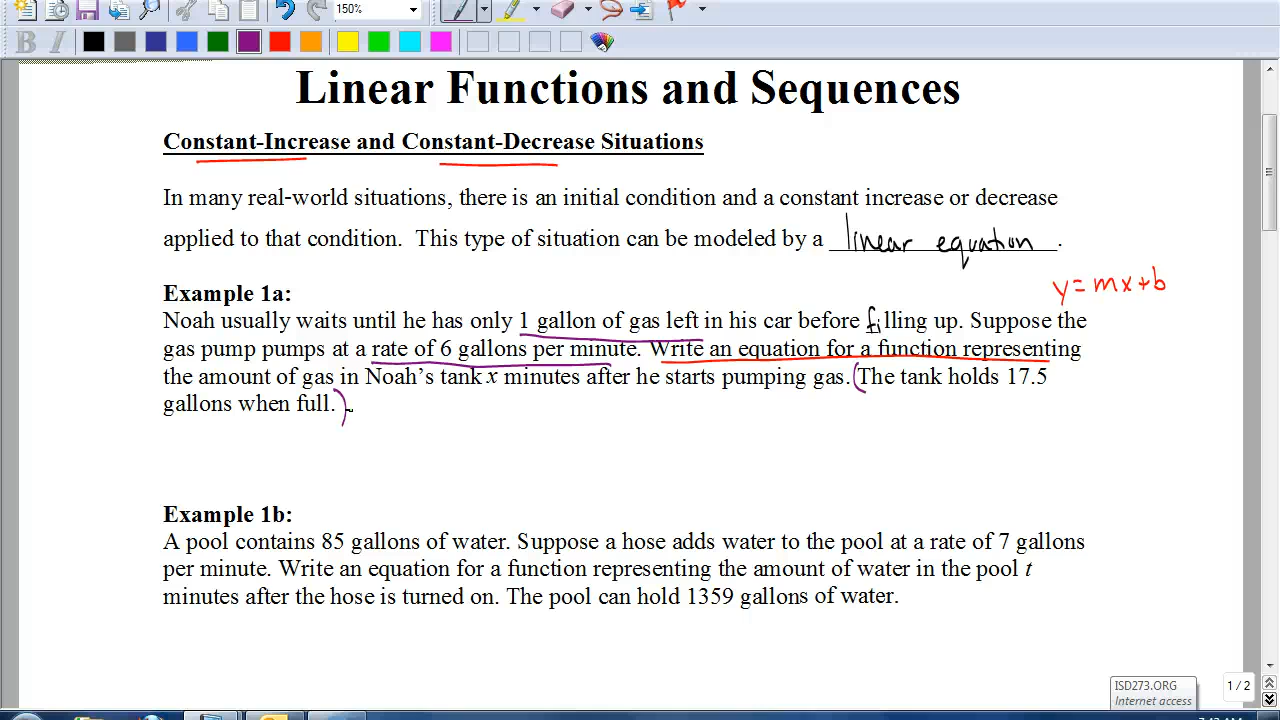 150%
B I
Linear Functions and Sequences
Constant-Increase and Constant-Decrease Situations
In many real-world situations, there is an initial condition and a constant increase or decrease
applied to that condition. This type of situation can be modeled by a linear equation.
y=mx+b
Example 1a:
Noah usually waits until he has only 1 gallon of gas left in his car before filling up. Suppose the
gas pump pumps at a rate of 6 gallons per minute. Write an equation for a function representing
the amount of gas in Noah's tank x minutes after he starts pumping gas. (The tank holds 17.5
gallons when full.)
Example 1b:
A pool contains 85 gallons of water. Suppose a hose adds water to the pool at a rate of 7 gallons
per minute. Write an equation for a function representing the amount of water in the pool t
minutes after the hose is turned on. The pool can hold 1359 gallons of water.
ISD273.ORG
Internet access
1 / 2